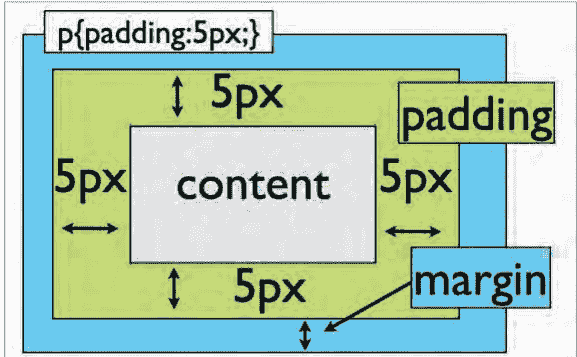 p{padding:5px;}
5px
padding
5px
content
5px
5px
margin